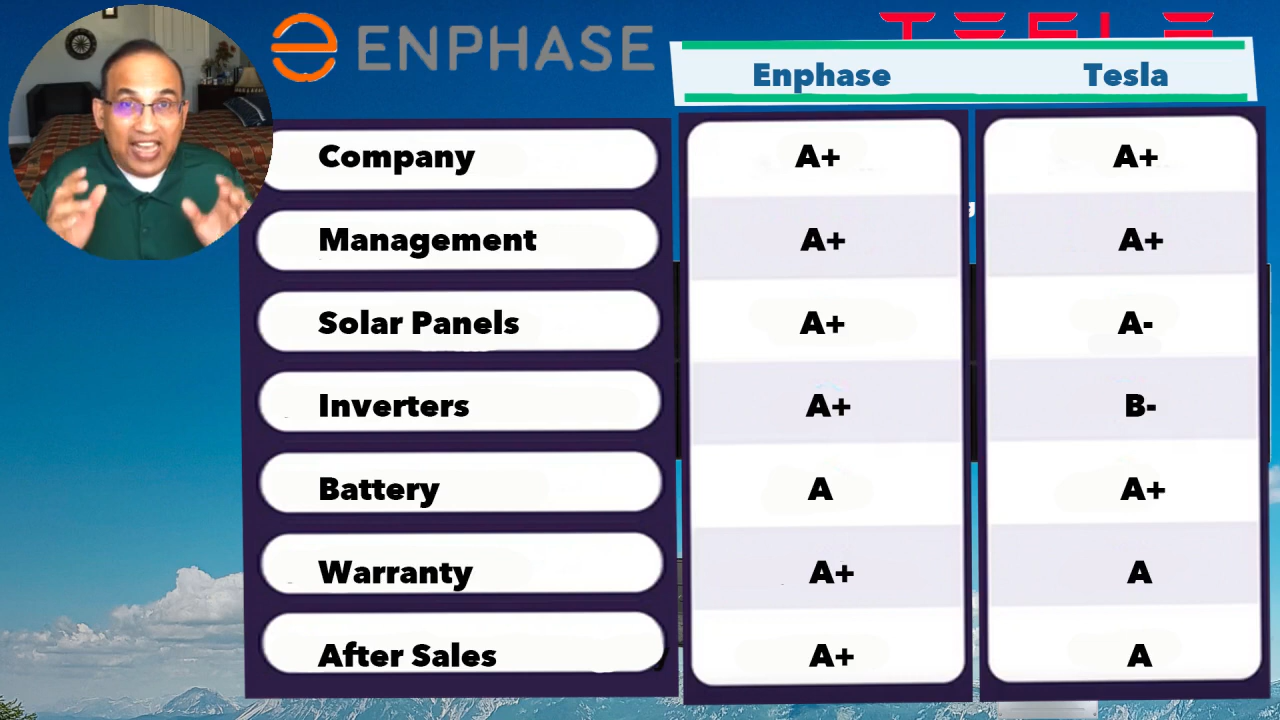 ENPHASE
TESLA
Enphase Tesla
Company A+ A+
Management A+ A+
Solar Panels A+ A-
Inverters A+ B-
Battery A A+
Warranty A+ A
After Sales A+ A